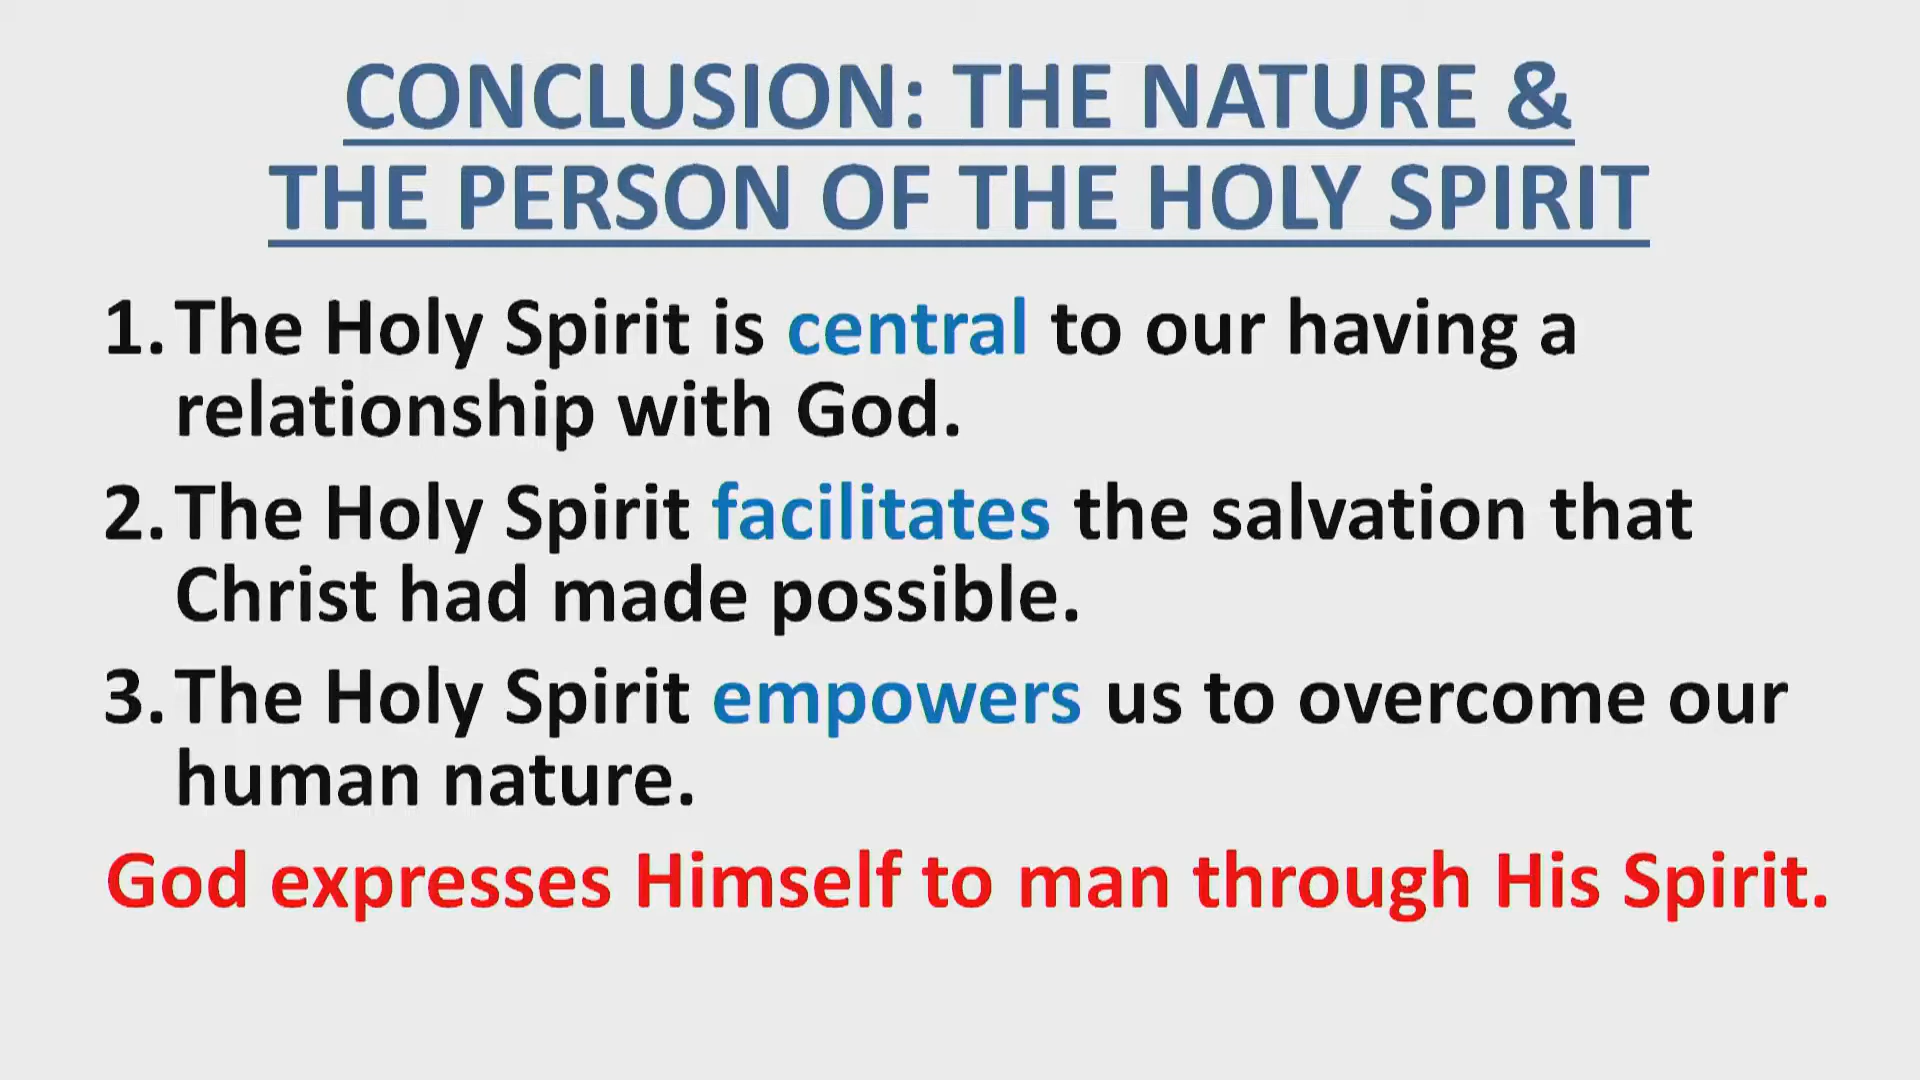 CONCLUSION: THE NATURE &
THE PERSON OF THE HOLY SPIRIT
1. The Holy Spirit is central to our having a
relationship with God.
2. The Holy Spirit facilitates the salvation that
Christ had made possible.
3. The Holy Spirit empowers us to overcome our
human nature.
God expresses Himself to man through His Spirit.